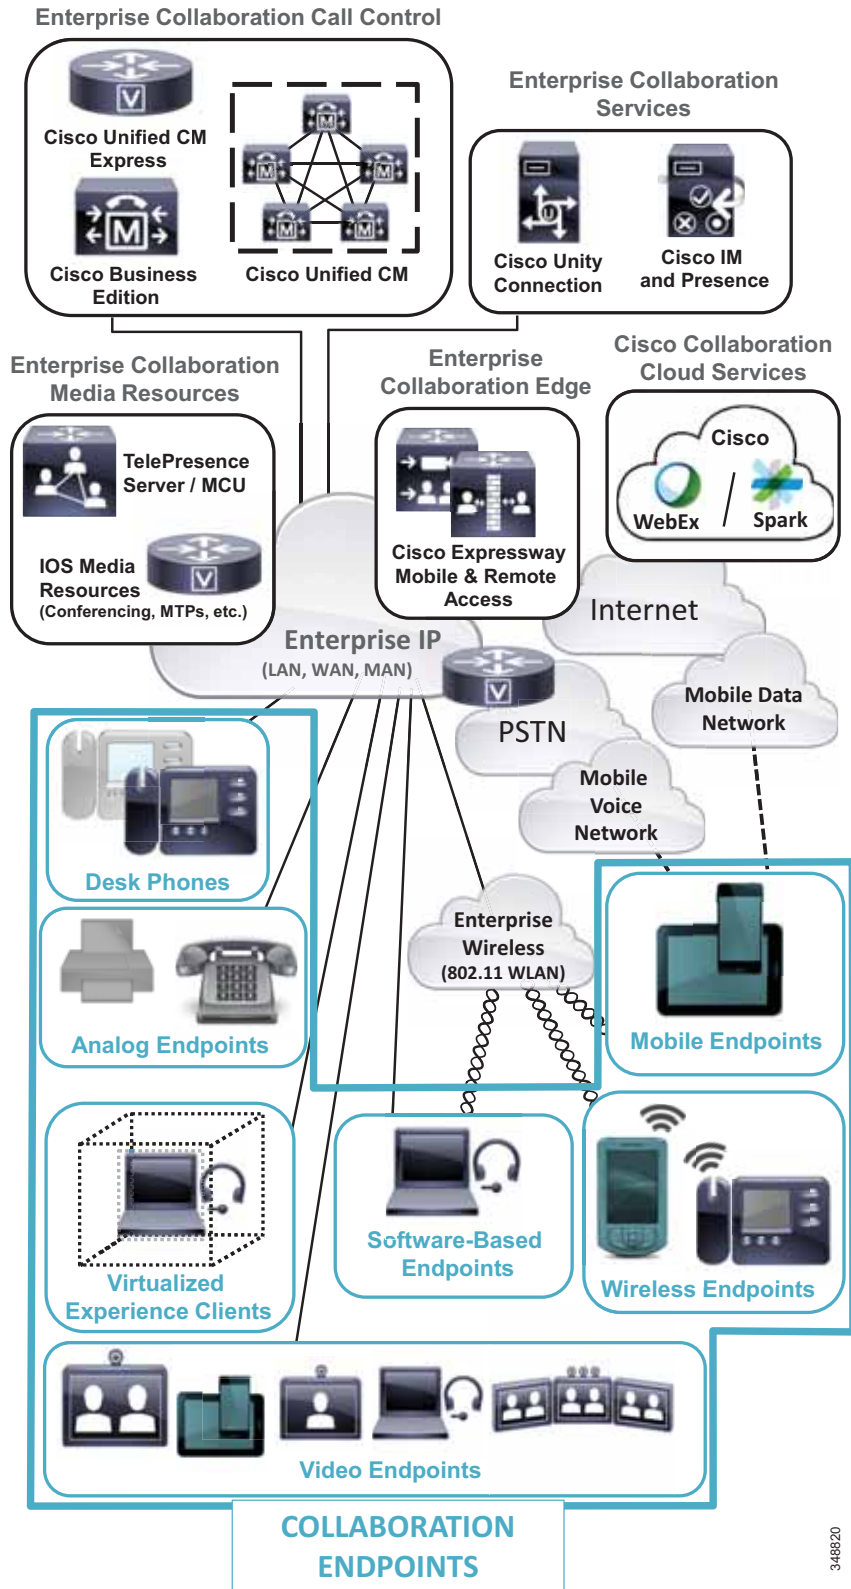 Enterprise Collaboration Call Control
V
Cisco Unified CM
Express
M
Cisco Business
Edition
M
M
M
M
M
Cisco Unified CM
Enterprise Collaboration
Services
U
Cisco Unity
Connection
Cisco IM
and Presence
Enterprise Collaboration
Media Resources
TelePresence
Server / MCU
IOS Media
Resources
(Conferencing, MTPs, etc.)
V
Enterprise
Collaboration Edge
Cisco Expressway
Mobile & Remote
Access
Cisco Collaboration
Cloud Services
Cisco
WebEx / Spark
Enterprise IP
(LAN, WAN, MAN)
V
Internet
PSTN
Mobile Data
Network
Mobile
Voice
Network
Desk Phones
Analog Endpoints
Enterprise
Wireless
(802.11 WLAN)
Mobile Endpoints
Virtualized
Experience Clients
Software-Based
Endpoints
Wireless Endpoints
Video Endpoints
COLLABORATION
ENDPOINTS
348820